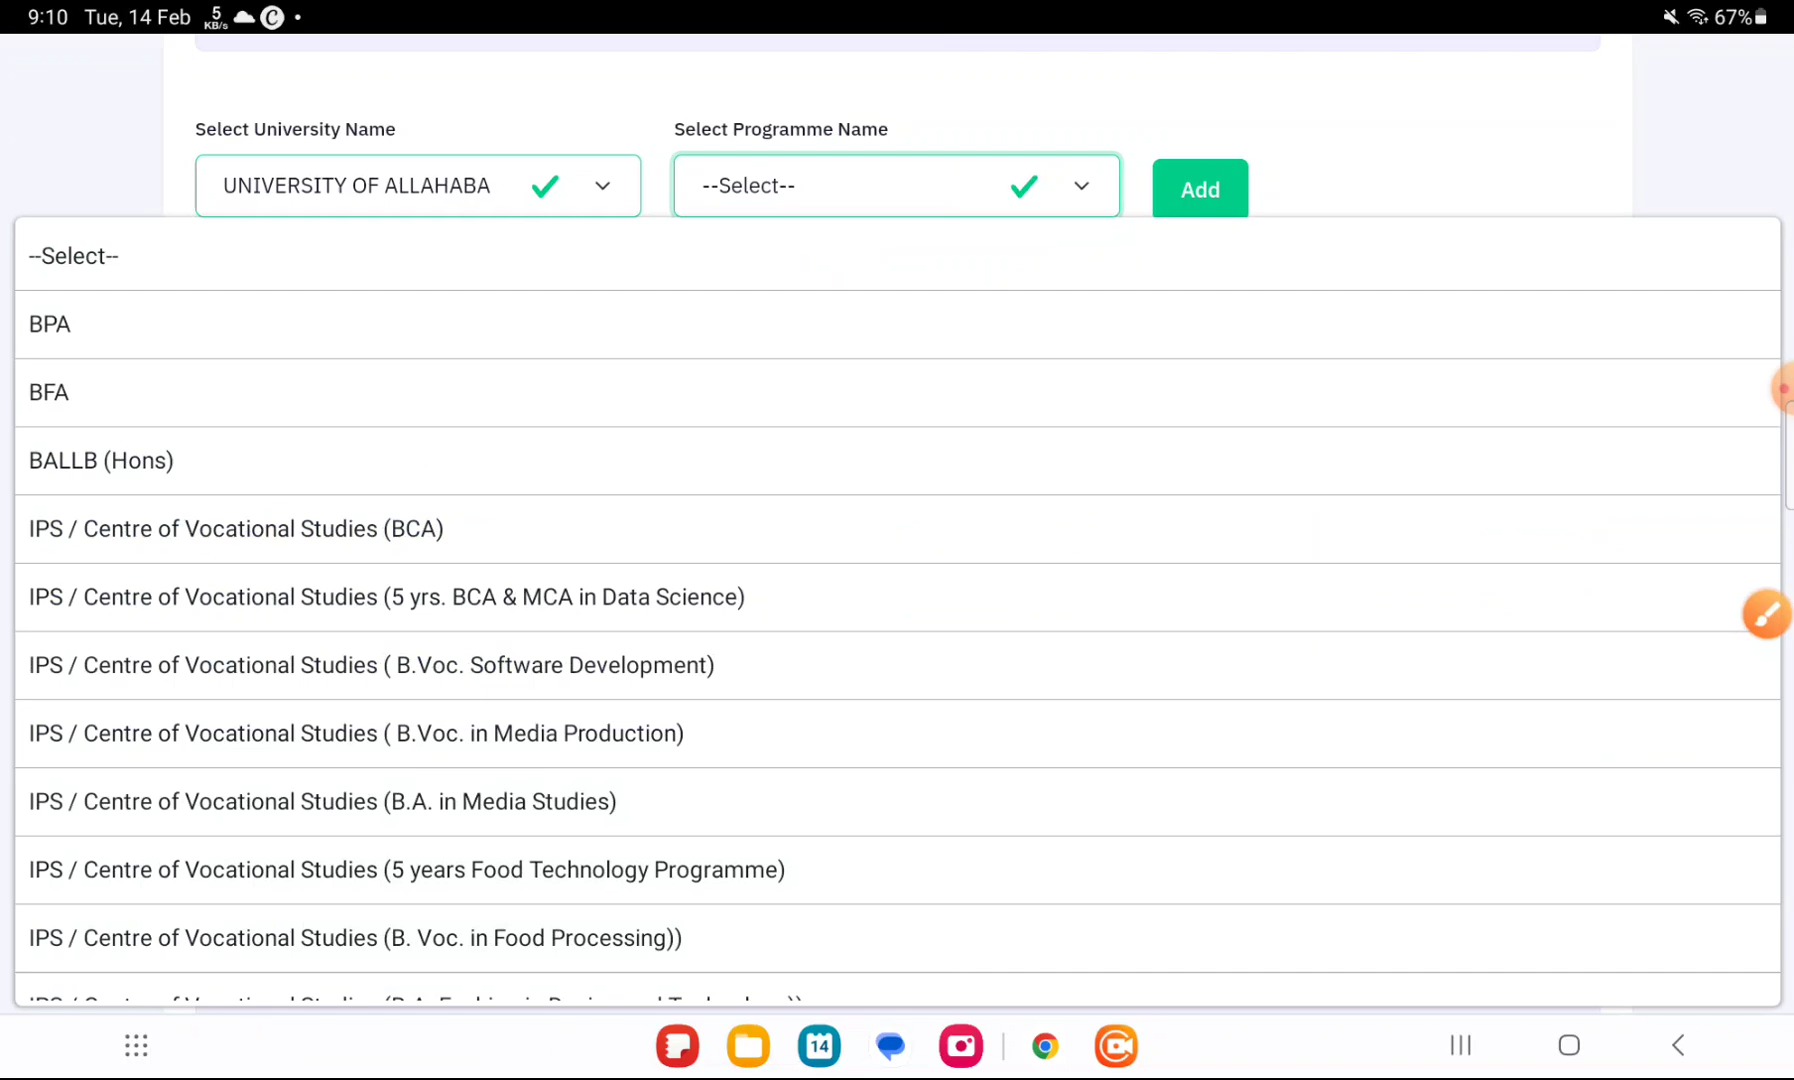 9:10 Tue, 14 Feb 5 KB/s C 67%
Select University Name Select Programme Name
UNIVERSITY OF ALLAHABA --Select-- Add
--Select--
BPA
BFA
BALLB (Hons)
IPS / Centre of Vocational Studies (BCA)
IPS / Centre of Vocational Studies (5 yrs. BCA & MCA in Data Science)
IPS / Centre of Vocational Studies ( B.Voc. Software Development)
IPS / Centre of Vocational Studies ( B.Voc. in Media Production)
IPS / Centre of Vocational Studies (B.A. in Media Studies)
IPS / Centre of Vocational Studies (5 years Food Technology Programme)
IPS / Centre of Vocational Studies (B. Voc. in Food Processing))
14